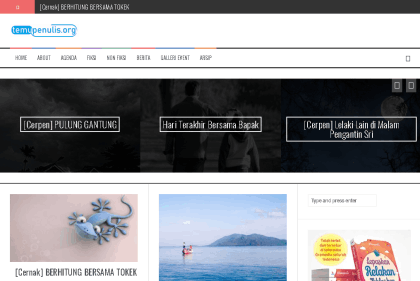 [Cernak] BERHITUNG BERSAMA TOKEK
temupenulis.org
HOME ABOUT AGENDA FIKSI NON FIKSI BERITA GALLERI EVENT ARSIP
[Cerpen] PULUNG GANTUNG
Hari Terakhir Bersama Bapak
[Cerpen] Lelaki Lain di Malam
Pengantin Sri
Type and press enter
[Cernak] BERHITUNG BERSAMA TOKEK
Lepaskan
Relakan